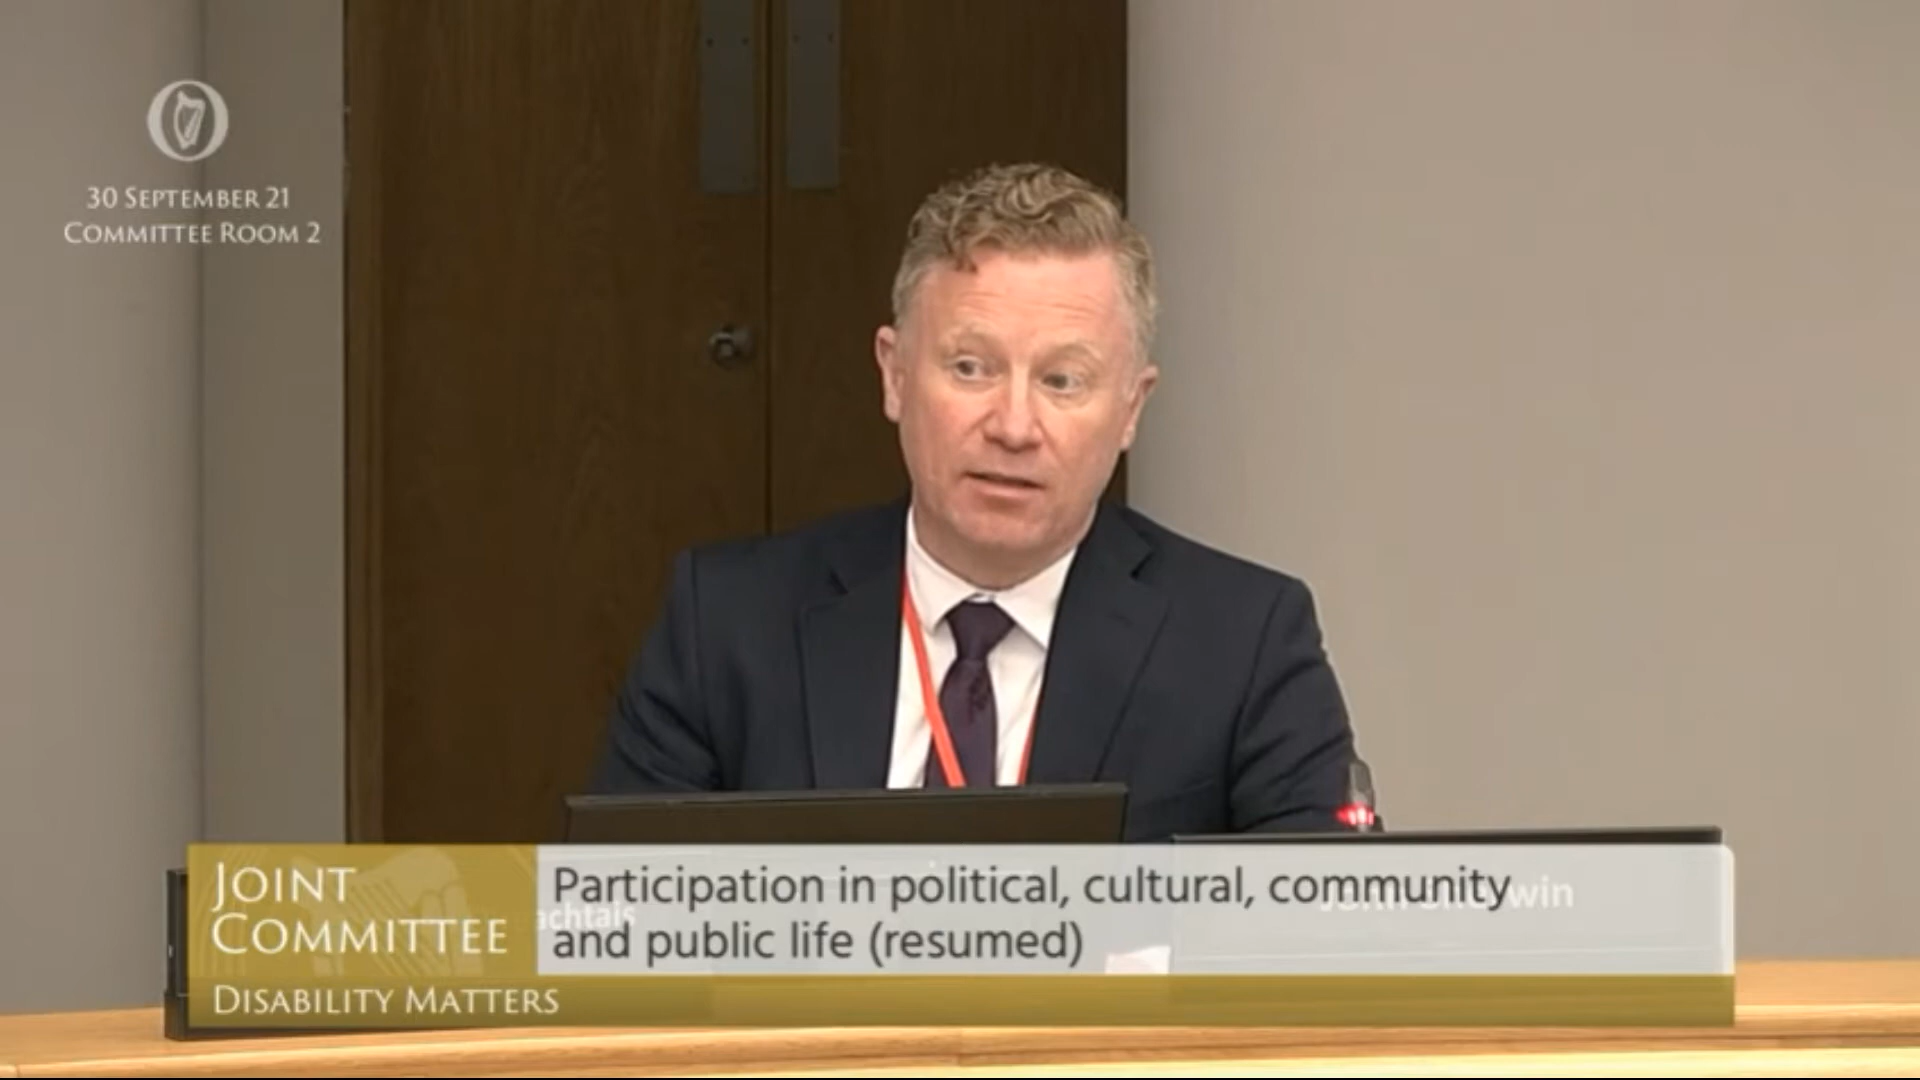 30 SEPTEMBER 21
COMMITTEE ROOM 2
JOINT
COMMITTEE
Participation in political, cultural, community
and public life (resumed)
DISABILITY MATTERS